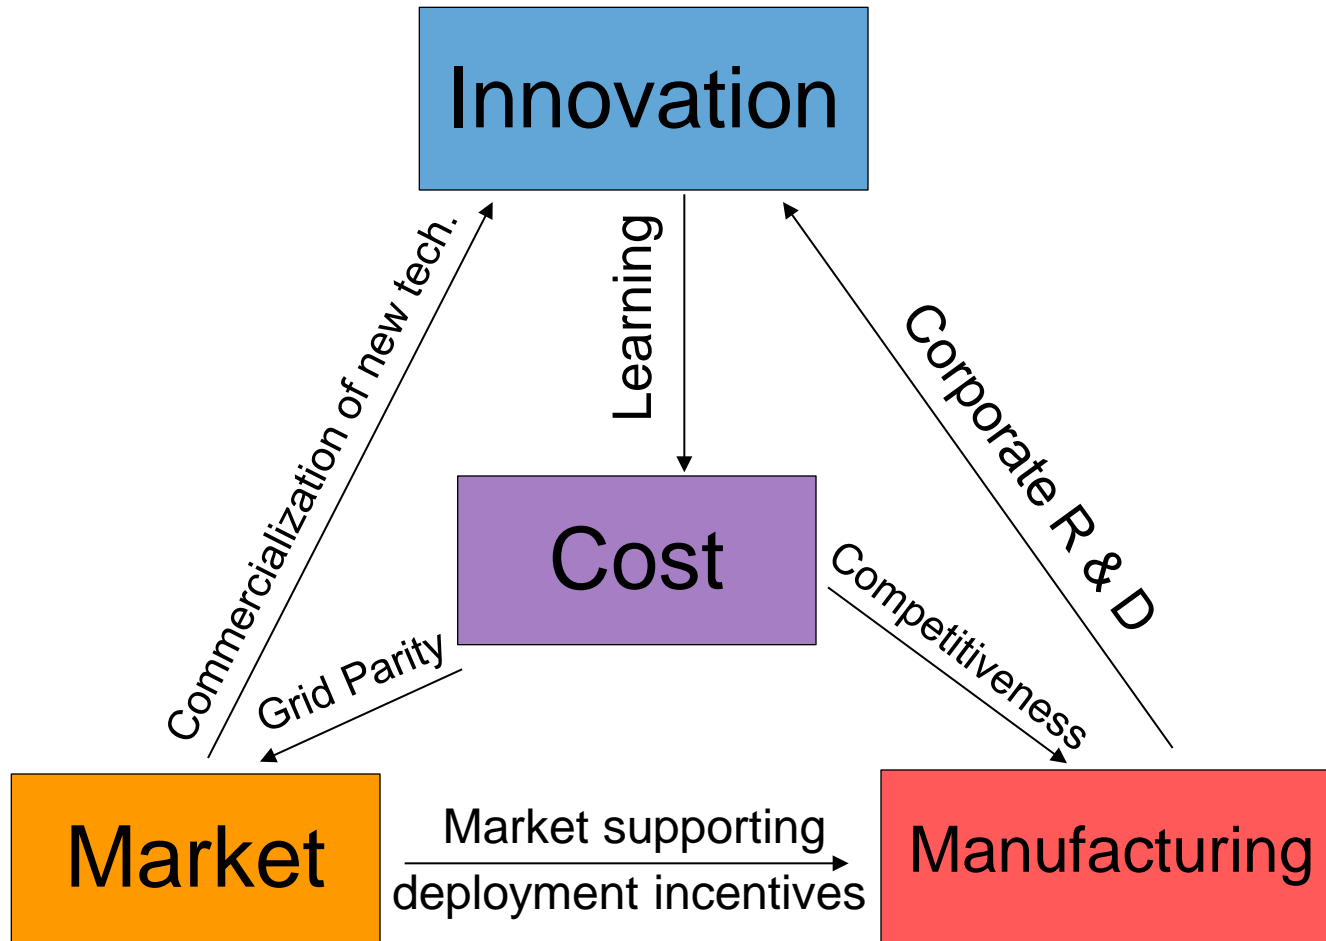 Innovation
Commercialization of new tech.
Learning
Corporate R & D
Cost
Grid Parity
Competitiveness
Market
Market supporting
deployment incentives
Manufacturing